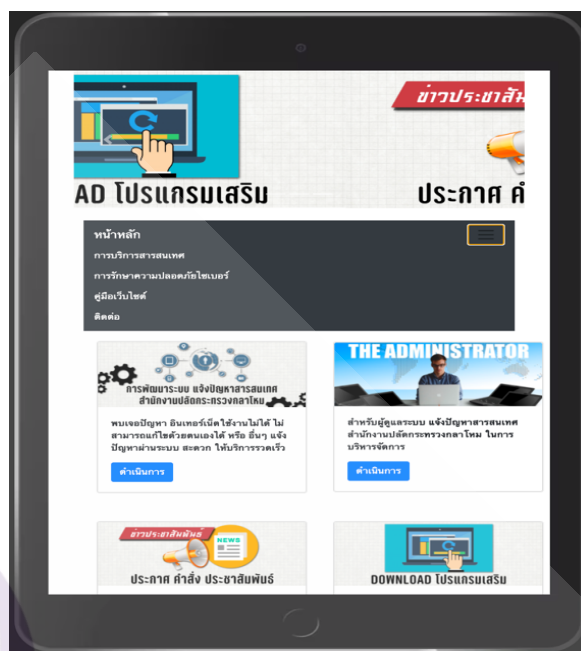 ข่าวประชาสัม
AD โปรแกรมเสริม
ประกาศ คำ
หน้าหลัก
การบริการสารสนเทศ
การรักษาความปลอดภัยไซเบอร์
คู่มือเว็บไซต์
ติดต่อ
การพัฒนาระบบ แจ้งปัญหาสารสนเทศ
สำนักงานปลัดกระทรวงกลาโหม
พบเจอปัญหา อินเทอร์เน็ตใช้งานไม่ได้ ไม่
สามารถแก้ไขด้วยตนเองได้ หรือ อื่นๆ แจ้ง
ปัญหาผ่านระบบ สะดวก ให้บริการรวดเร็ว
ดำเนินการ
THE ADMINISTRATOR
สำหรับผู้ดูแลระบบ แจ้งปัญหาสารสนเทศ
สำนักงานปลัดกระทรวงกลาโหม ในการ
บริหารจัดการ
ดำเนินการ
ข่าวประชาสัมพันธ์
NEWS
ประกาศ คำสั่ง ประชาสัมพันธ์
DOWNLOAD โปรแกรมเสริม